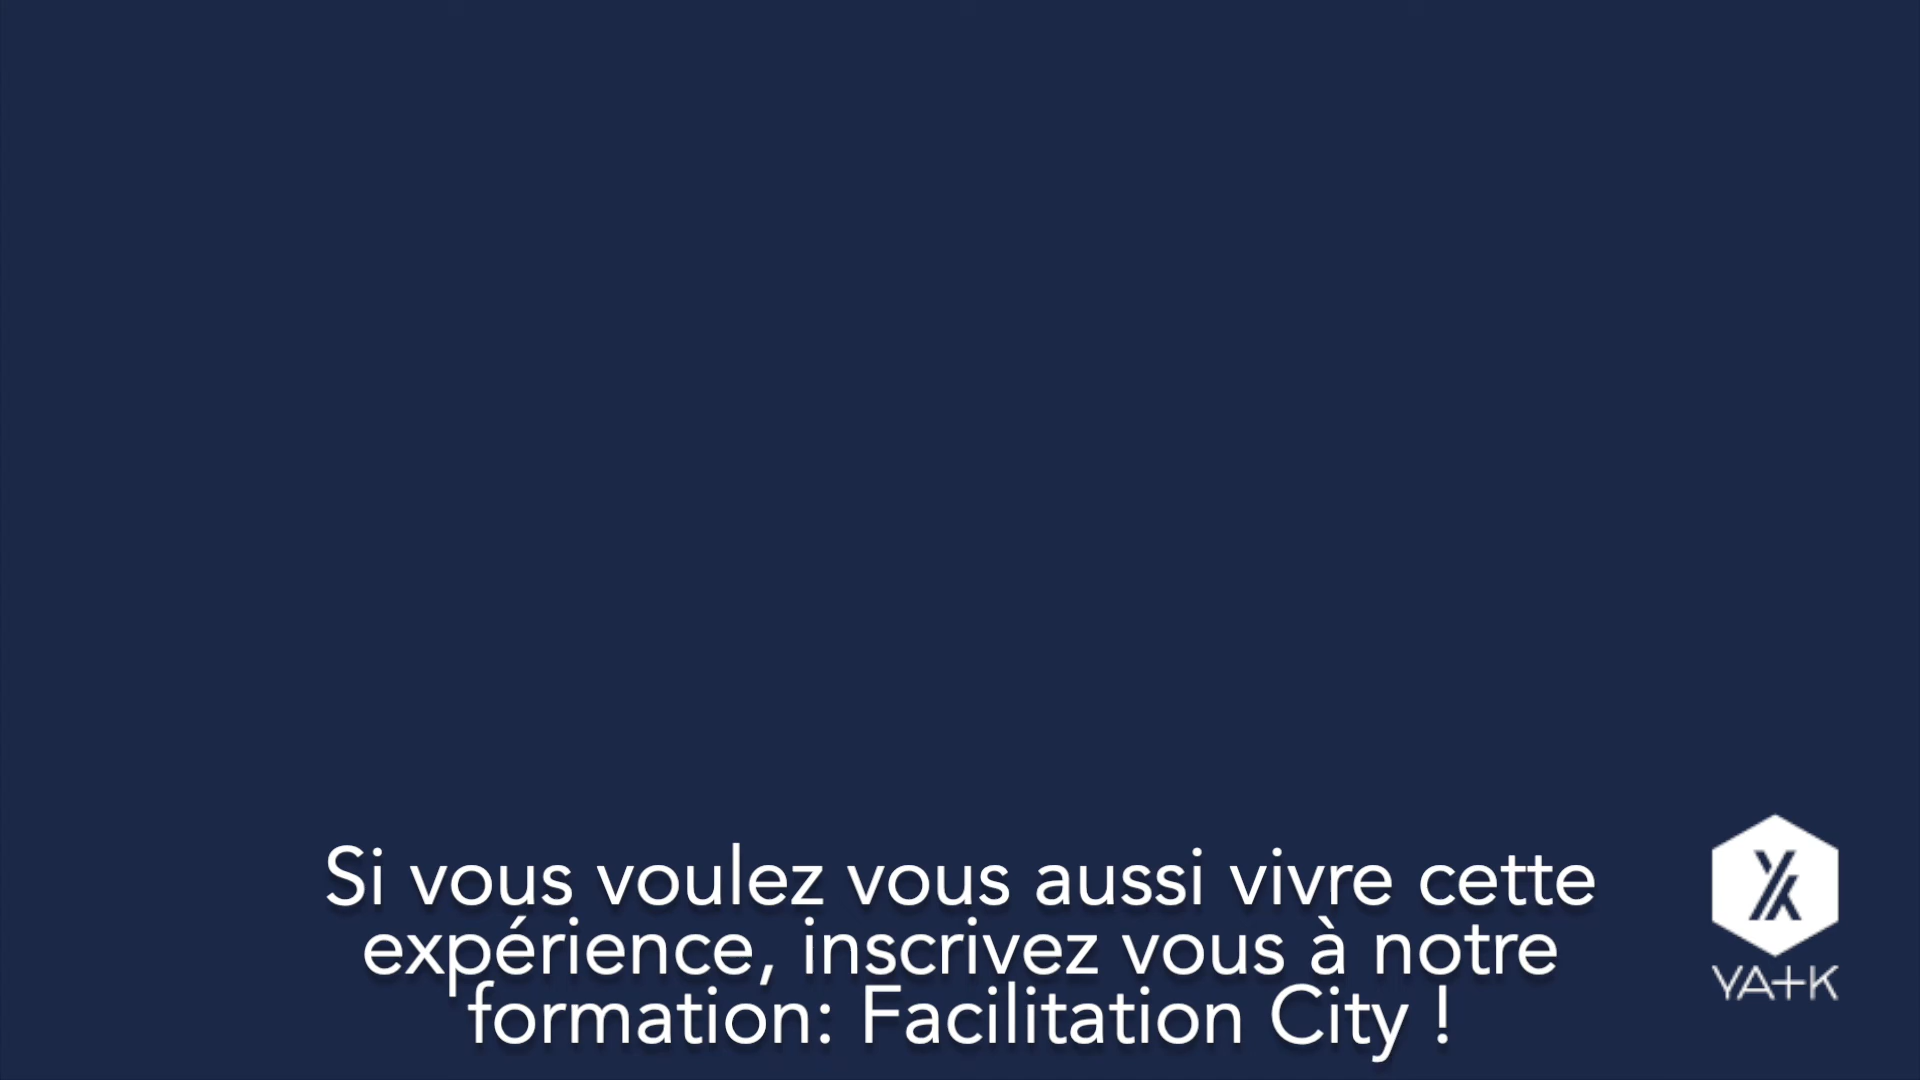 Si vous voulez vous aussi vivre cette
expérience, inscrivez vous à notre
formation: Facilitation City !
YA+K